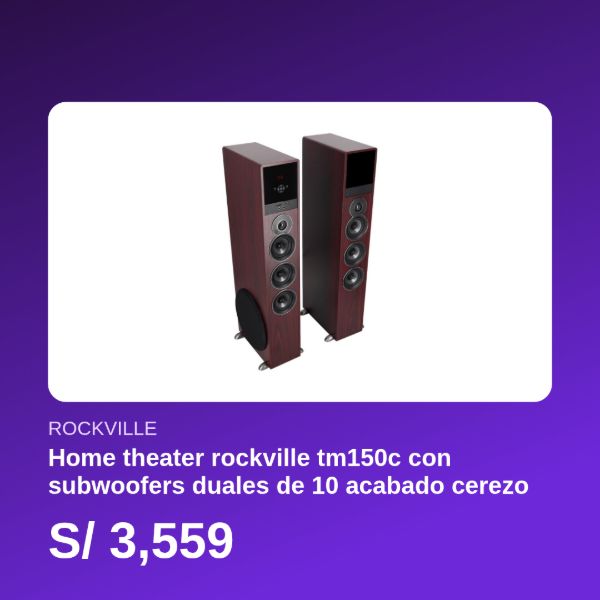 ROCKVILLE
Home theater rockville tm150c con
subwoofers duales de 10 acabado cerezo
S/ 3,559